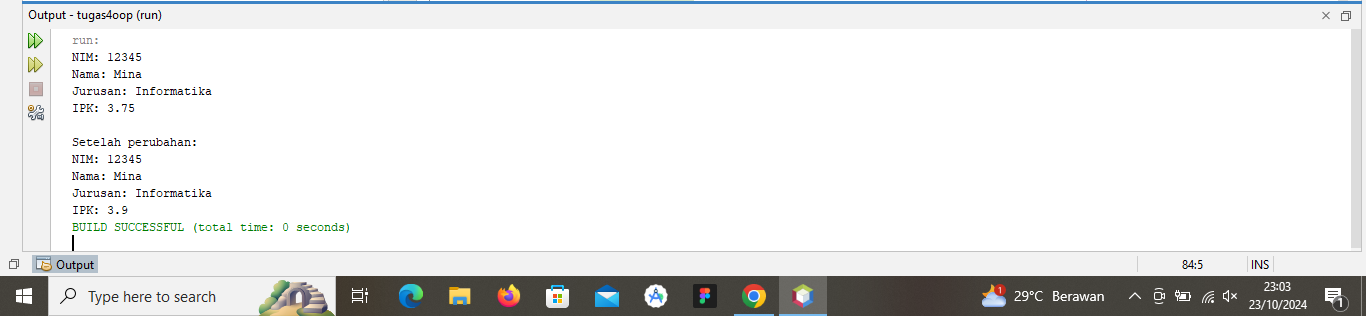 Output - tugas4oop (run)
run:
NIM: 12345
Nama: Mina
Jurusan: Informatika
IPK: 3.75
Setelah perubahan:
NIM: 12345
Nama: Mina
Jurusan: Informatika
IPK: 3.9
BUILD SUCCESSFUL (total time: 0 seconds)
Output
84:5
INS
Type here to search
1
29°C Berawan
23:03
23/10/2024
1